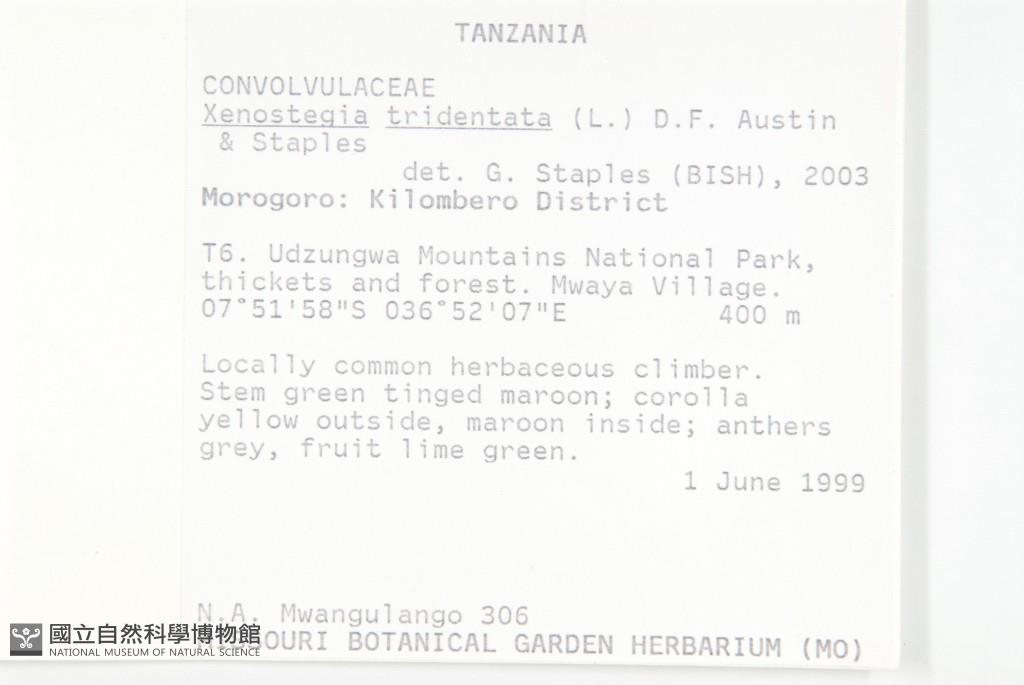 TANZANIA
CONVOLVULACEAE
Xenostegia tridentata (L.) D.F. Austin
& Staples
det. G. Staples (BISH), 2003
Morogoro: Kilombero District
T6. Udzungwa Mountains National Park,
thickets and forest. Mwaya Village.
07°51'58"S 036°52'07"E 400 m
Locally common herbaceous climber.
Stem green tinged maroon; corolla
yellow outside, maroon inside; anthers
grey, fruit lime green.
1 June 1999
N.A. Mwangulango 306
MISSOURI BOTANICAL GARDEN HERBARIUM (MO)
國立自然科學博物館
NATIONAL MUSEUM OF NATURAL SCIENCE